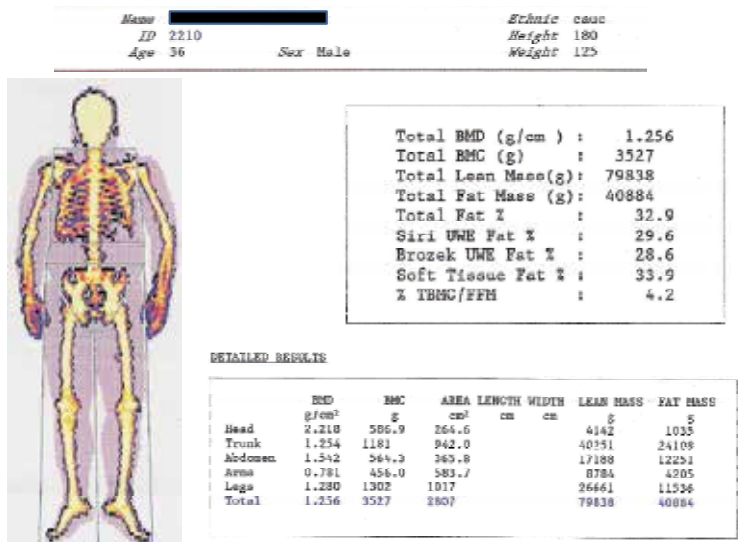 Name Ethnic cauc
ID 2210 Height 180
Age 36 Sex Male Weight 125
Total BMD (g/cm ) : 1.256
Total BMC (g) : 3527
Total Lean Mass(g): 79838
Total Fat Mass (g): 40884
Total Fat % : 32.9
Siri UWE Fat % : 29.6
Brozek UWE Fat % : 28.6
Soft Tissue Fat % : 33.9
% TBMC/FFM : 4.2
DETAILED RESULTS
BMD BMC AREA LENGTH WIDTH LEAN MASS FAT MASS
g/cm² g cm² cm cm g g
Head 2.218 586.9 264.6 4142 1035
Trunk 1.254 1181 942.0 40251 24108
Abdomen 1.542 564.3 365.8 17188 12251
Arms 0.781 456.0 583.7 8784 4205
Legs 1.280 1302 1017 26661 11536
Total 1.256 3527 2807 79838 40884